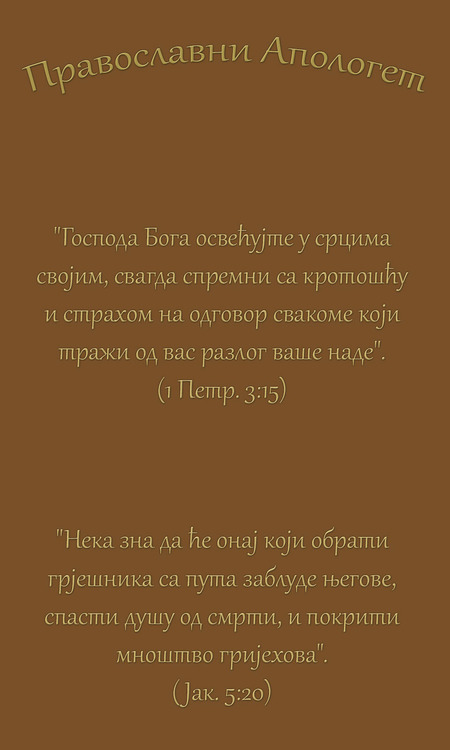 Православни Апологет
"Господа Бога освећујте у срцима
својим, свагда спремни са кротошћу
и страхом на одговор свакоме који
тражи од вас разлог ваше наде".
(1 Петр. 3:15)
"Нека зна да ће онај који обрати
грјешника са пута заблуде његове,
спасти душу од смрти, и покрити
мноштво гријехова".
(Јак. 5:20)